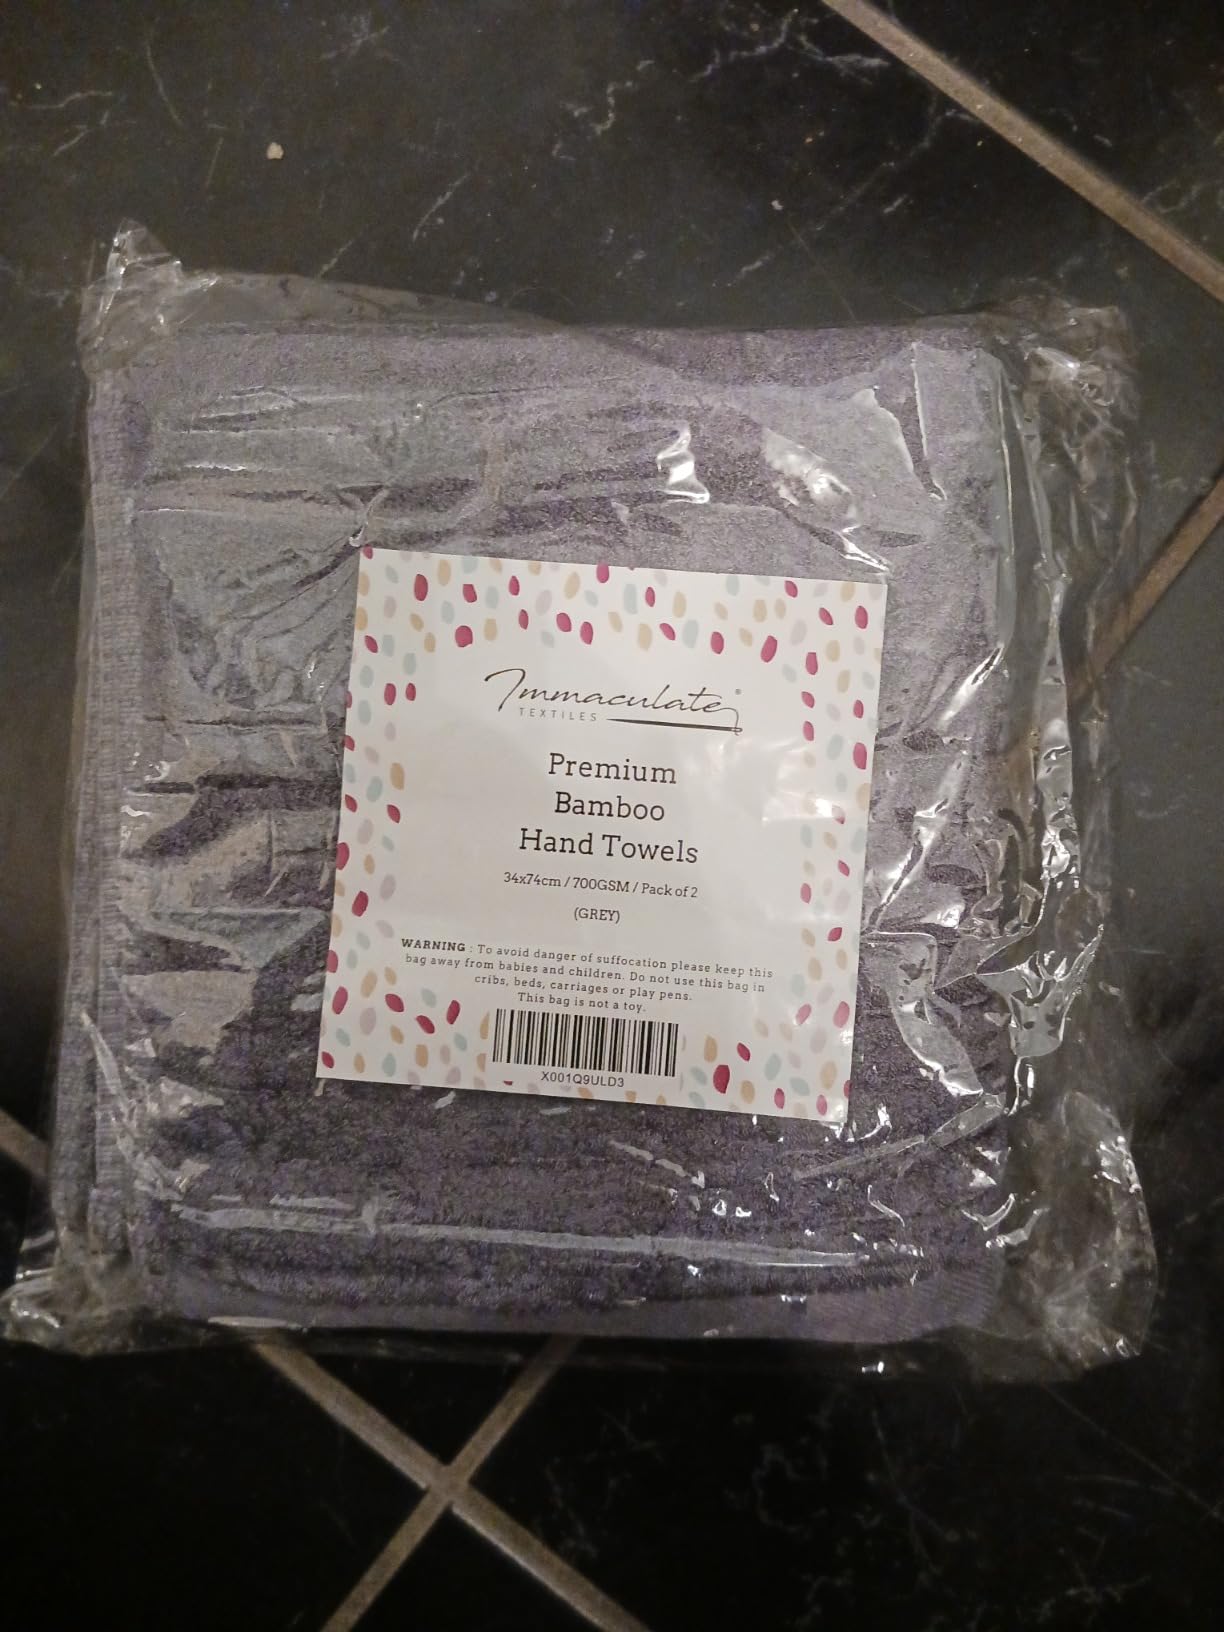 Immaculate®
TEXTILES
Premium
Bamboo
Hand Towels
34x74cm / 700GSM / Pack of 2
(GREY)
WARNING : To avoid danger of suffocation please keep this
bag away from babies and children. Do not use this bag in
cribs, beds, carriages or play pens.
This bag is not a toy.
X001Q9ULD3